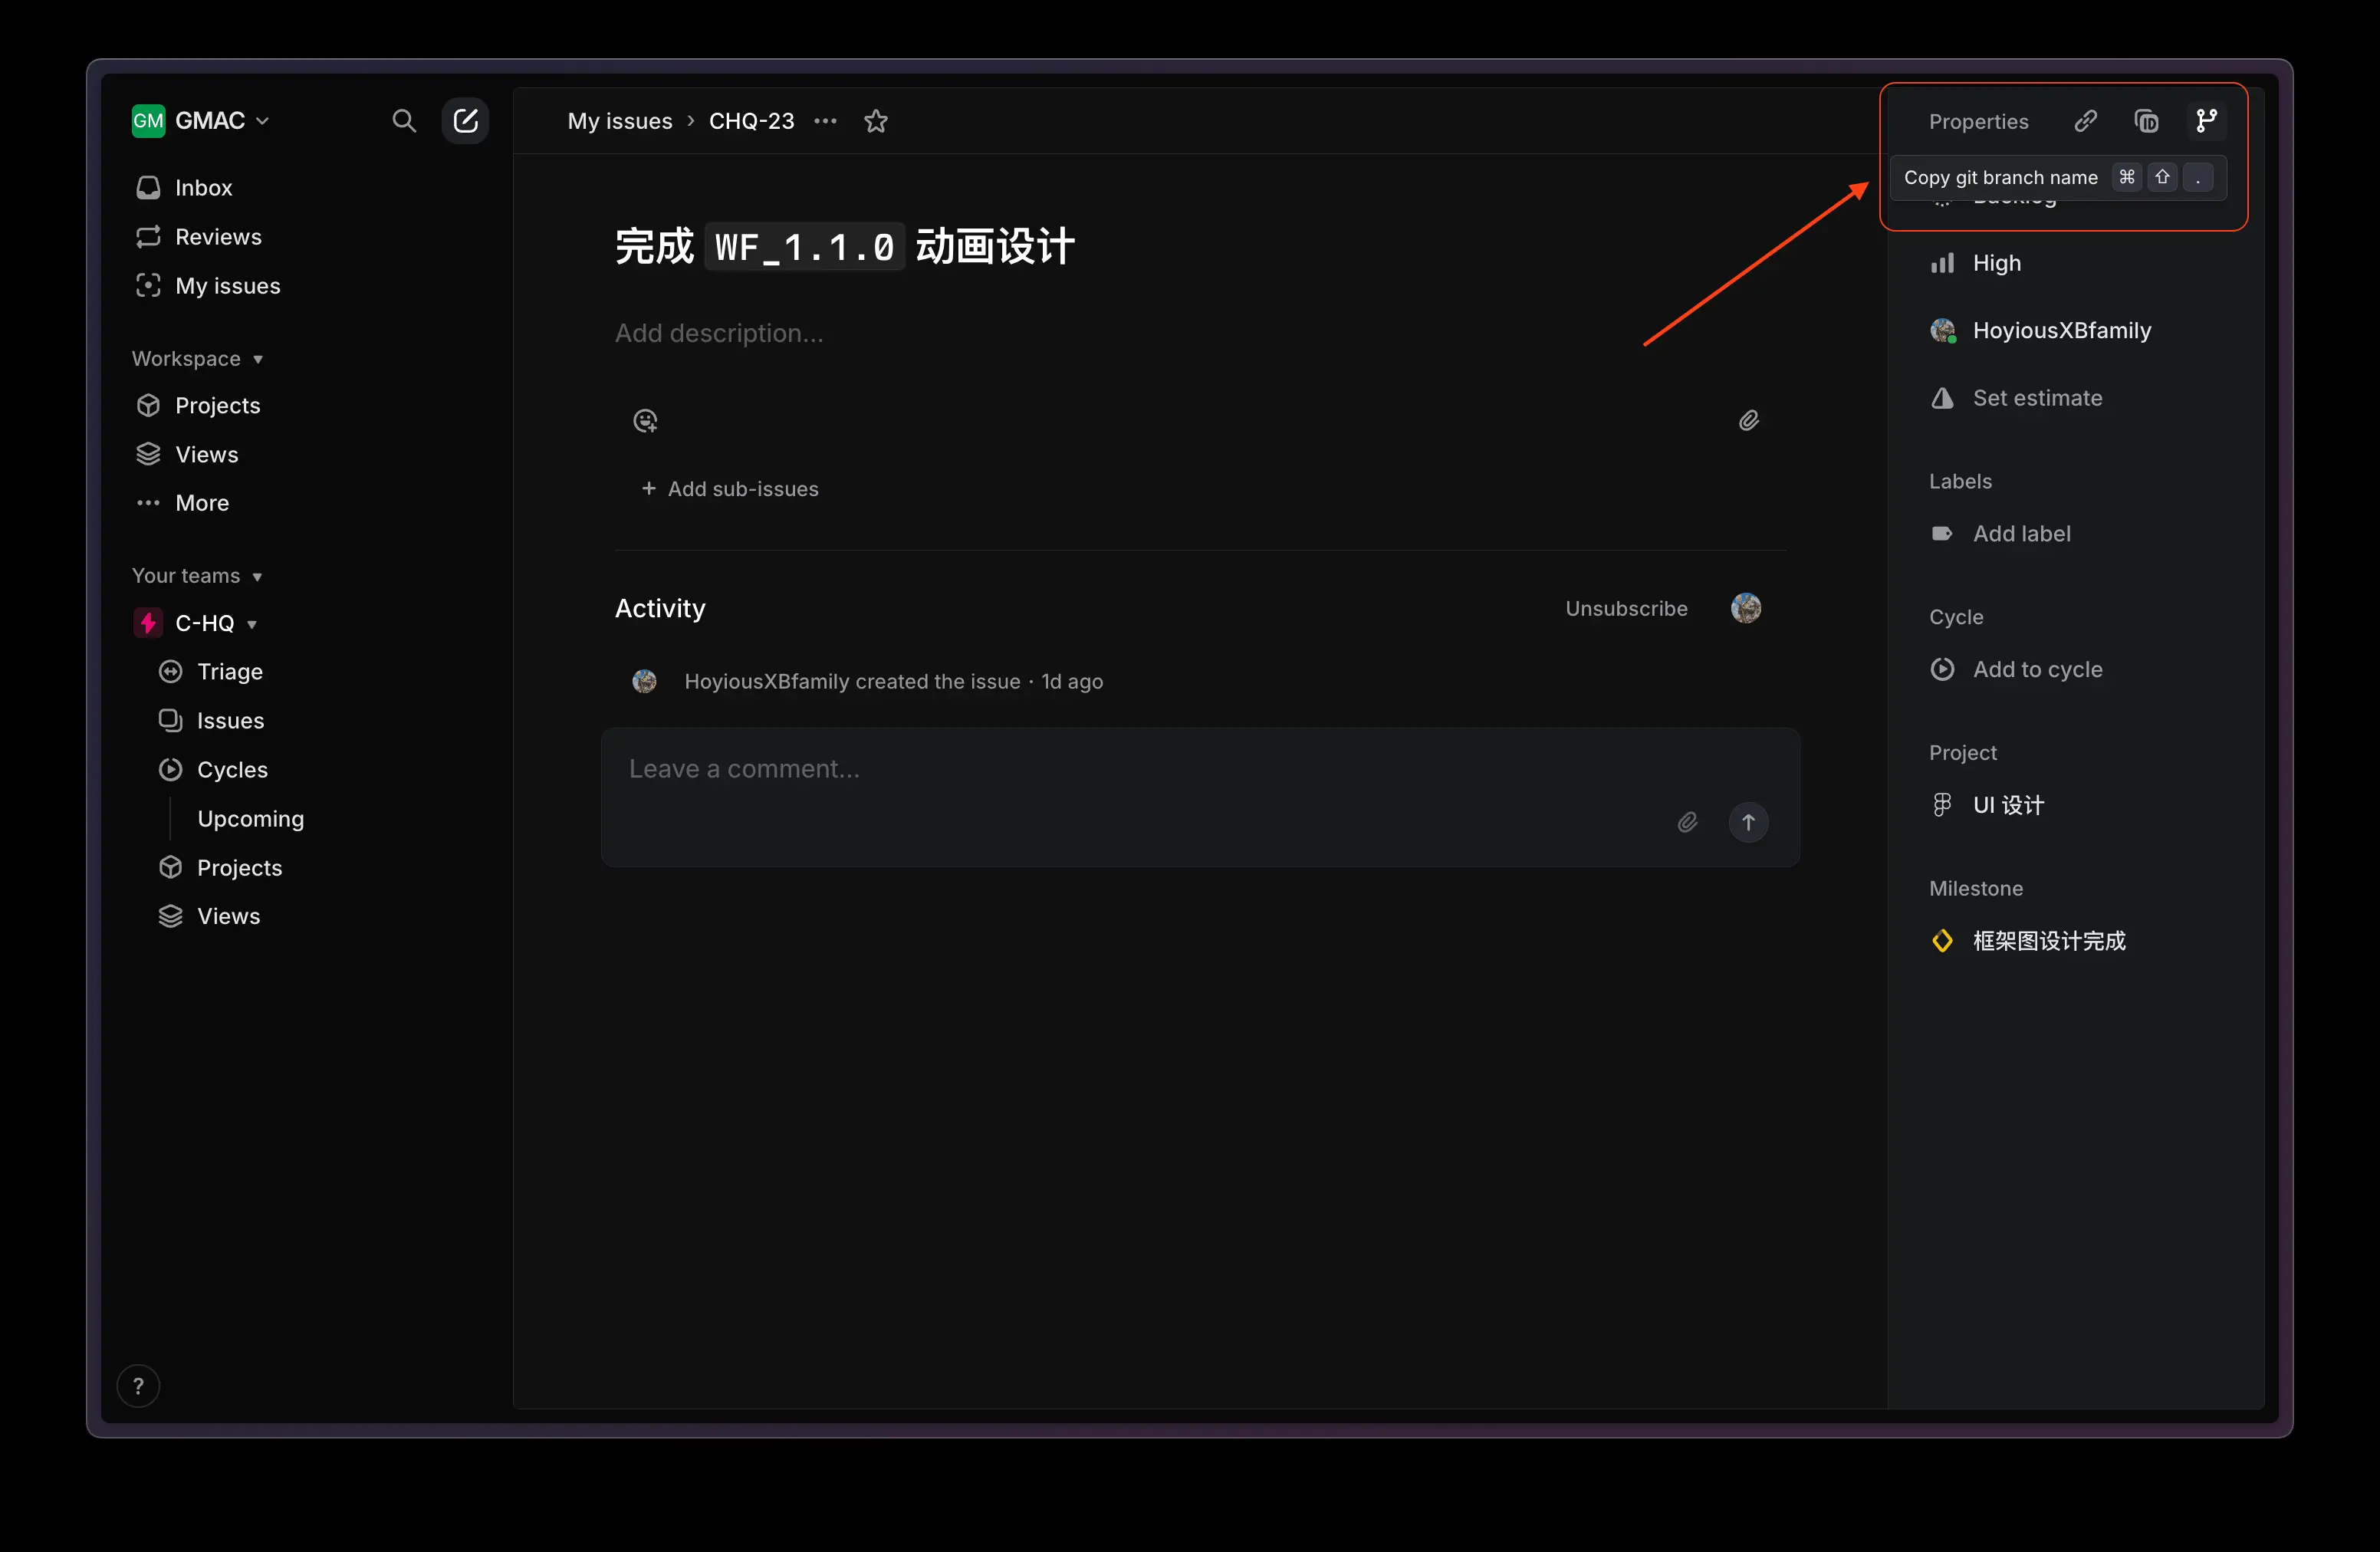 GM GMAC
Inbox
Reviews
My issues
Workspace
Projects
Views
More
Your teams
C-HQ
Triage
Issues
Cycles
Upcoming
Projects
Views
?
My issues › CHQ-23
完成 WF_1.1.0 动画设计
Add description...
+ Add sub-issues
Activity
Unsubscribe
HoyiousXBfamily created the issue · 1d ago
Leave a comment...
Properties
Copy git branch name ⌘ ⇧ .
Backlog
High
HoyiousXBfamily
Set estimate
Labels
Add label
Cycle
Add to cycle
Project
UI 设计
Milestone
框架图设计完成